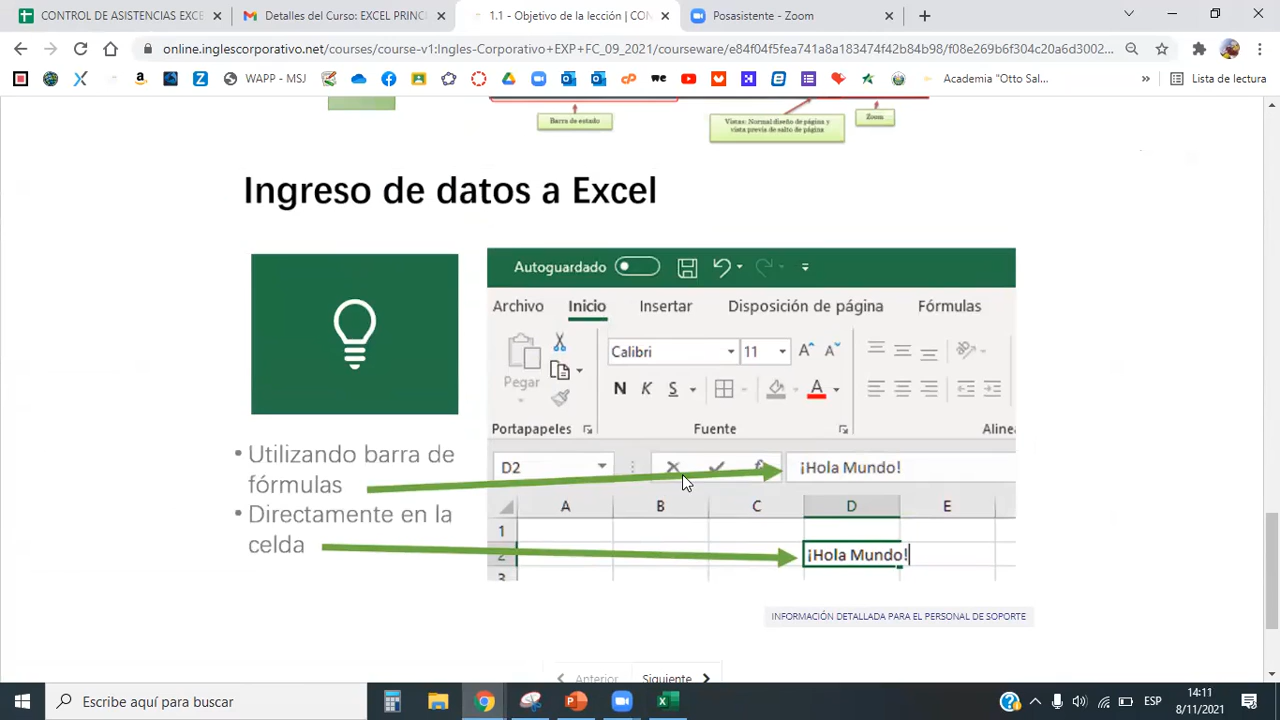 CONTROL DE ASISTENCIAS EXCE
Detalles del Curso: EXCEL PRINC
1.1 - Objetivo de la lección | CON
Posasistente - Zoom
online.inglescorporativo.net/courses/course-v1:Ingles-Corporativo+EXP+FC_09_2021/courseware/e84f04f5fea741a8a183474f42b84b98/f08e269b6f304c20a6d3002...
WAPP - MSJ
Academia "Otto Sal...
Lista de lectura
Barra de estado
Vistas: Normal diseño de página y
vista previa de salto de página
Zoom
Ingreso de datos a Excel
Autoguardado
Archivo Inicio Insertar Disposición de página Fórmulas
Pegar
Calibri 11
N K S A
Portapapeles Fuente Alinea
D2 ¡Hola Mundo!
A B C D E
1
2 ¡Hola Mundo!
3
• Utilizando barra de
fórmulas
• Directamente en la
celda
INFORMACIÓN DETALLADA PARA EL PERSONAL DE SOPORTE
Anterior Siguiente
Escribe aquí para buscar
ESP
14:11
8/11/2021